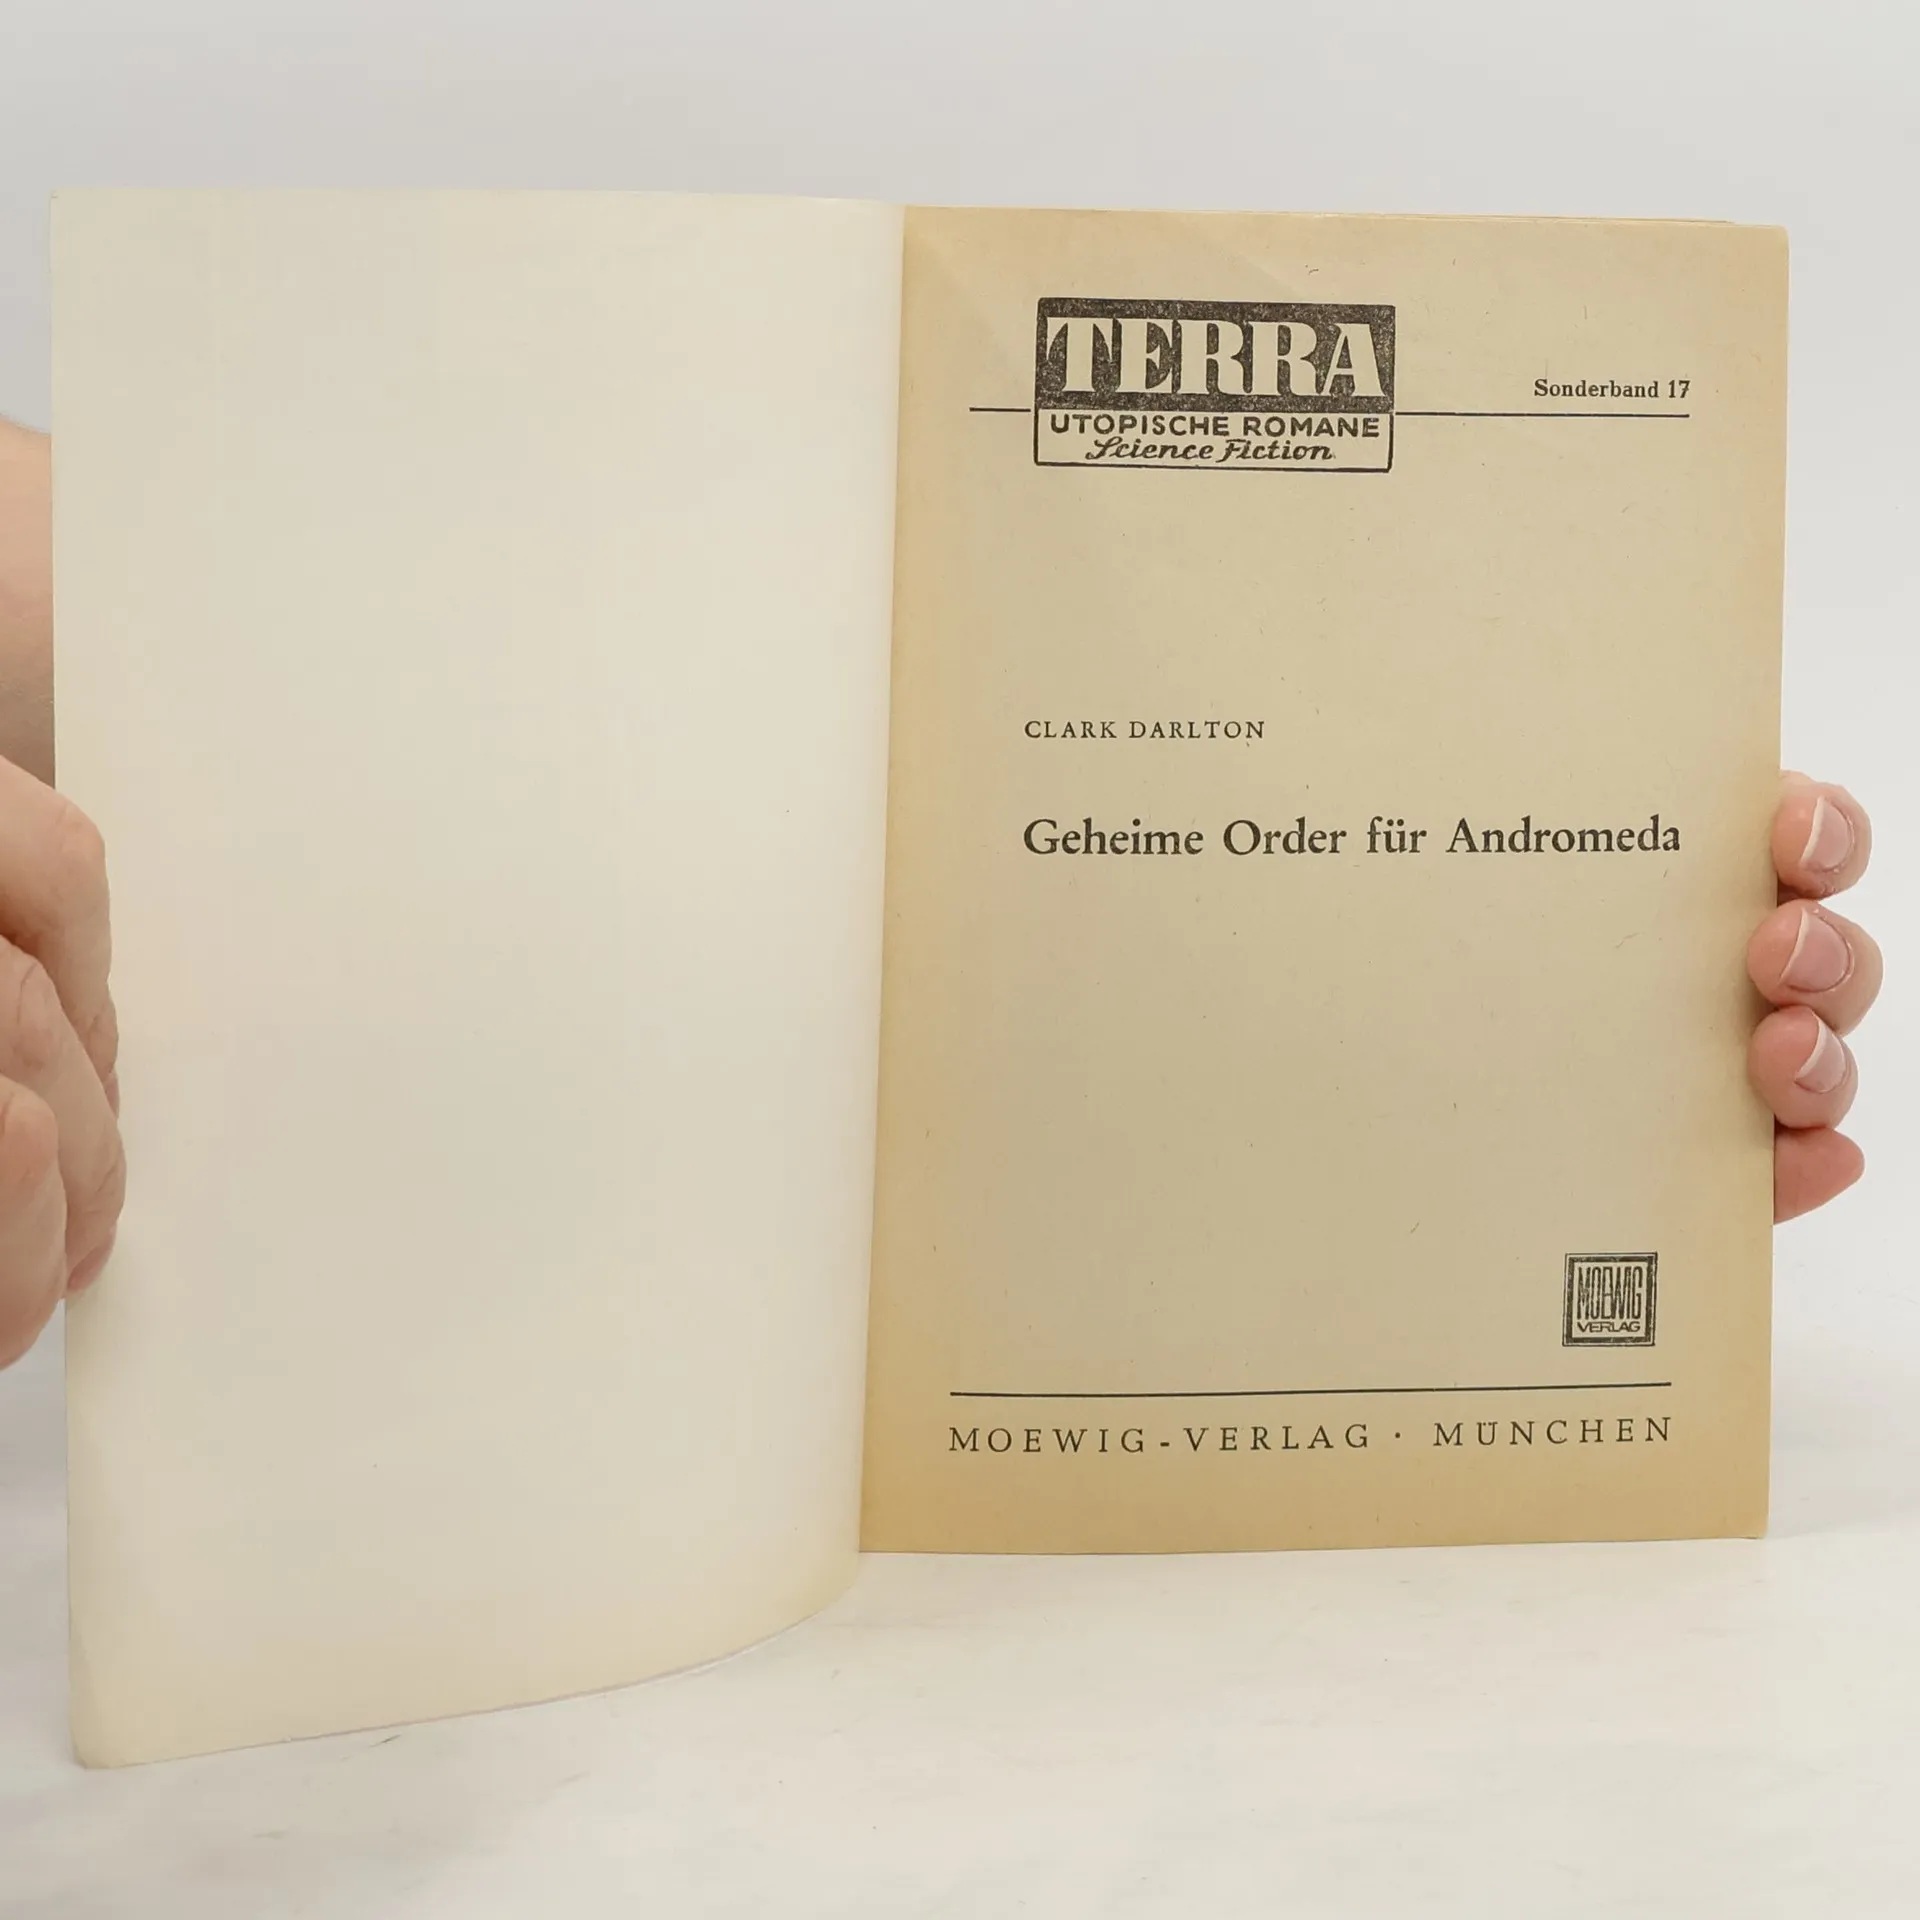 TERRA
UTOPISCHE ROMANE
Science Fiction
Sonderband 17
CLARK DARLTON
Geheime Order für Andromeda
MOEWIG
VERLAG
MOEWIG-VERLAG · MÜNCHEN